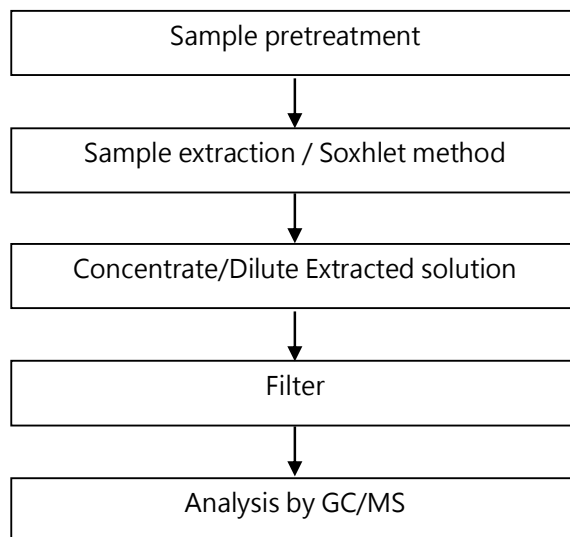 Sample pretreatment
Sample extraction / Soxhlet method
Concentrate/Dilute Extracted solution
Filter
Analysis by GC/MS